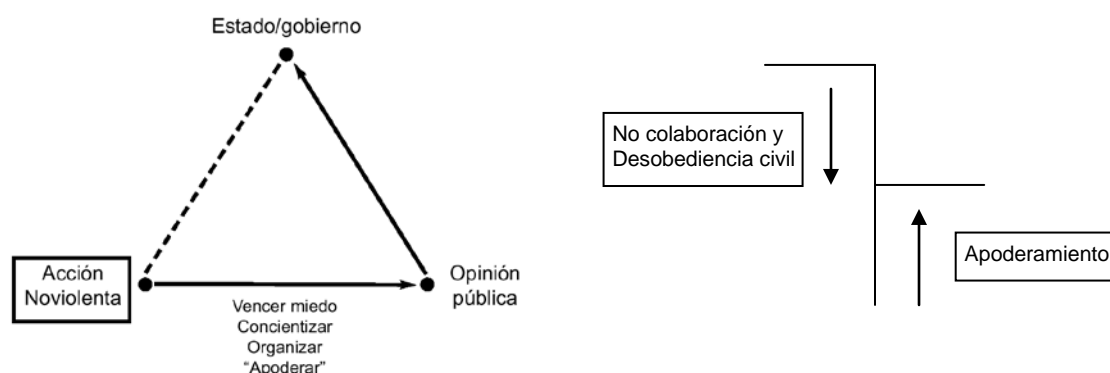 Estado/gobierno
Acción
Noviolenta
Opinión
pública
Vencer miedo
Concientizar
Organizar
“Apoderar”
No colaboración y
Desobediencia civil
Apoderamiento